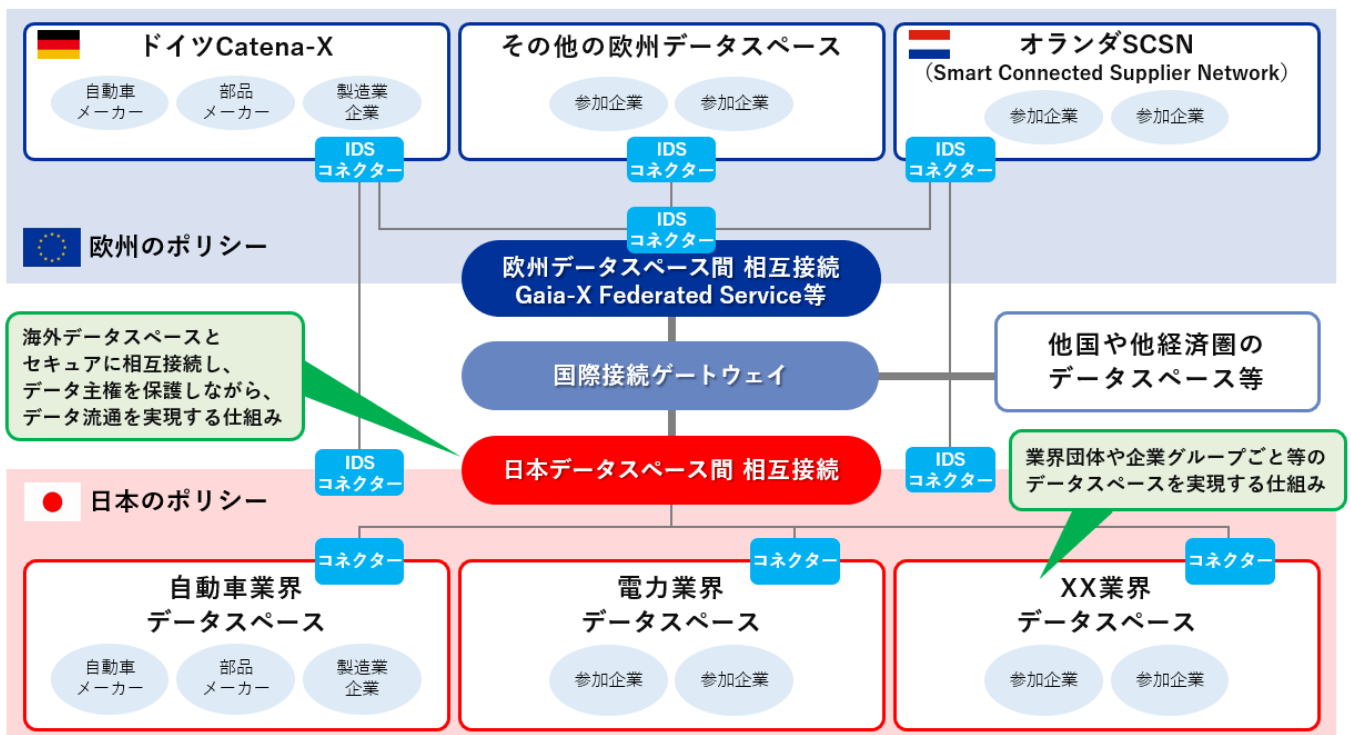 ドイツCatena-X
自動車
メーカー
部品
メーカー
製造業
企業
IDS
コネクター
その他の欧州データスペース
参加企業
参加企業
IDS
コネクター
オランダSCSN
（Smart Connected Supplier Network）
参加企業
参加企業
IDS
コネクター
欧州のポリシー
IDS
コネクター
欧州データスペース間 相互接続
Gaia-X Federated Service等
海外データスペースと
セキュアに相互接続し、
データ主権を保護しながら、
データ流通を実現する仕組み
国際接続ゲートウェイ
他国や他経済圏の
データスペース等
日本データスペース間 相互接続
IDS
コネクター
IDS
コネクター
業界団体や企業グループごと等の
データスペースを実現する仕組み
日本のポリシー
コネクター
自動車業界
データスペース
自動車
メーカー
部品
メーカー
製造業
企業
コネクター
電力業界
データスペース
参加企業
参加企業
コネクター
XX業界
データスペース
参加企業
参加企業